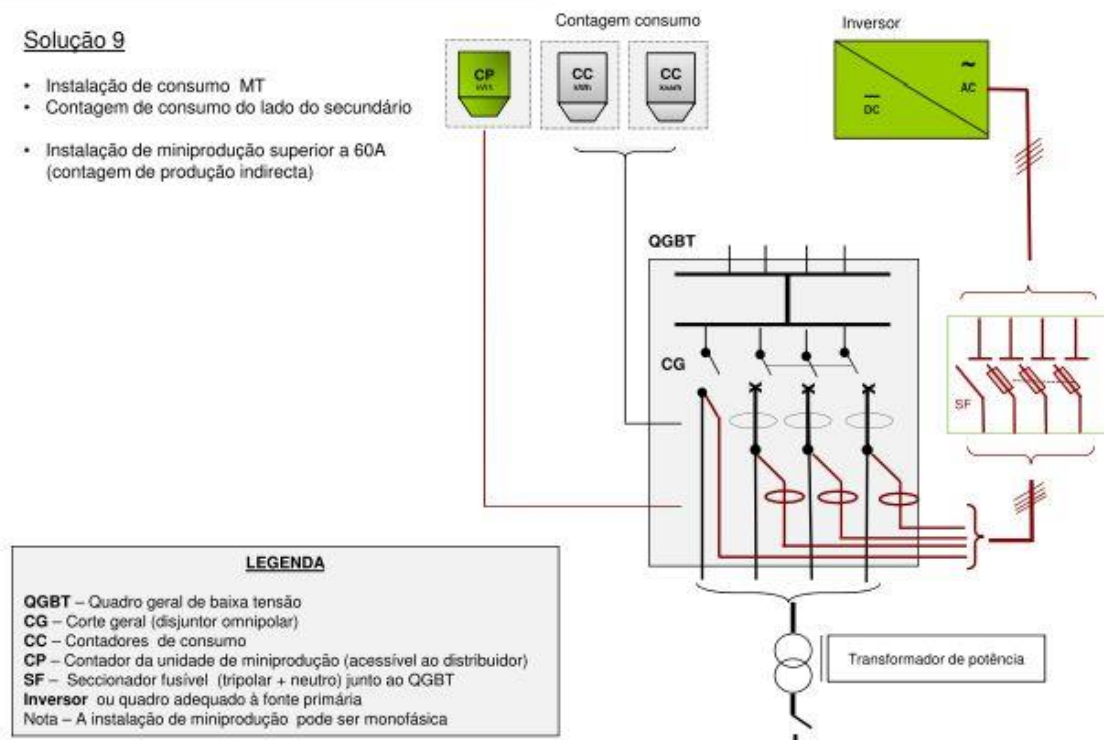 Solução 9
• Instalação de consumo MT
• Contagem de consumo do lado do secundário
• Instalação de miniprodução superior a 60A
(contagem de produção indirecta)
Contagem consumo
CP
kWh
CC
kWh
CC
kvarh
Inversor
~
AC
DC
QGBT
CG
SF
Transformador de potência
LEGENDA
QGBT – Quadro geral de baixa tensão
CG – Corte geral (disjuntor omnipolar)
CC – Contadores de consumo
CP – Contador da unidade de miniprodução (acessível ao distribuidor)
SF – Seccionador fusível (tripolar + neutro) junto ao QGBT
Inversor ou quadro adequado à fonte primária
Nota – A instalação de miniprodução pode ser monofásica